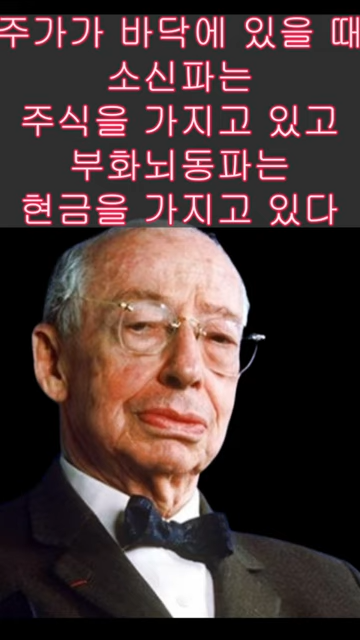 주가가 바닥에 있을 때
소신파는
주식을 가지고 있고
부화뇌동파는
현금을 가지고 있다